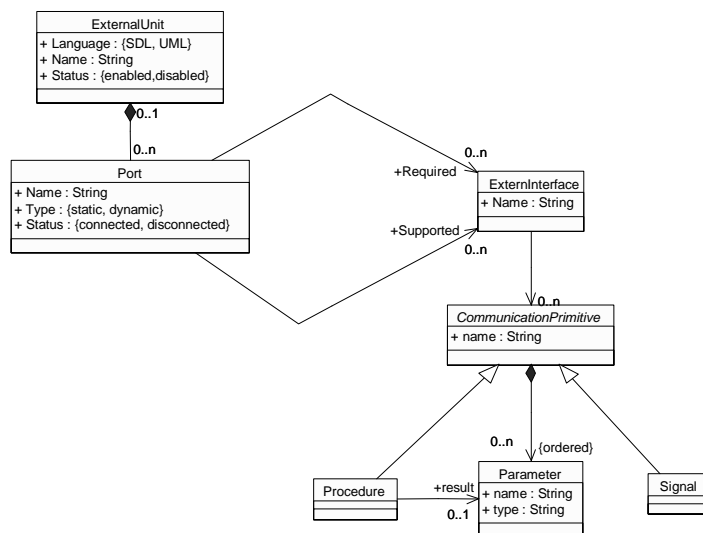 ExternalUnit
+ Language : {SDL, UML}
+ Name : String
+ Status : {enabled,disabled}
0..1
0..n
Port
+ Name : String
+ Type : {static, dynamic}
+ Status : {connected, disconnected}
0..n
+Required
+Supported
0..n
ExternInterface
+ Name : String
0..n
CommunicationPrimitive
+ name : String
0..n
{ordered}
Procedure
+result
0..1
Parameter
+ name : String
+ type : String
Signal